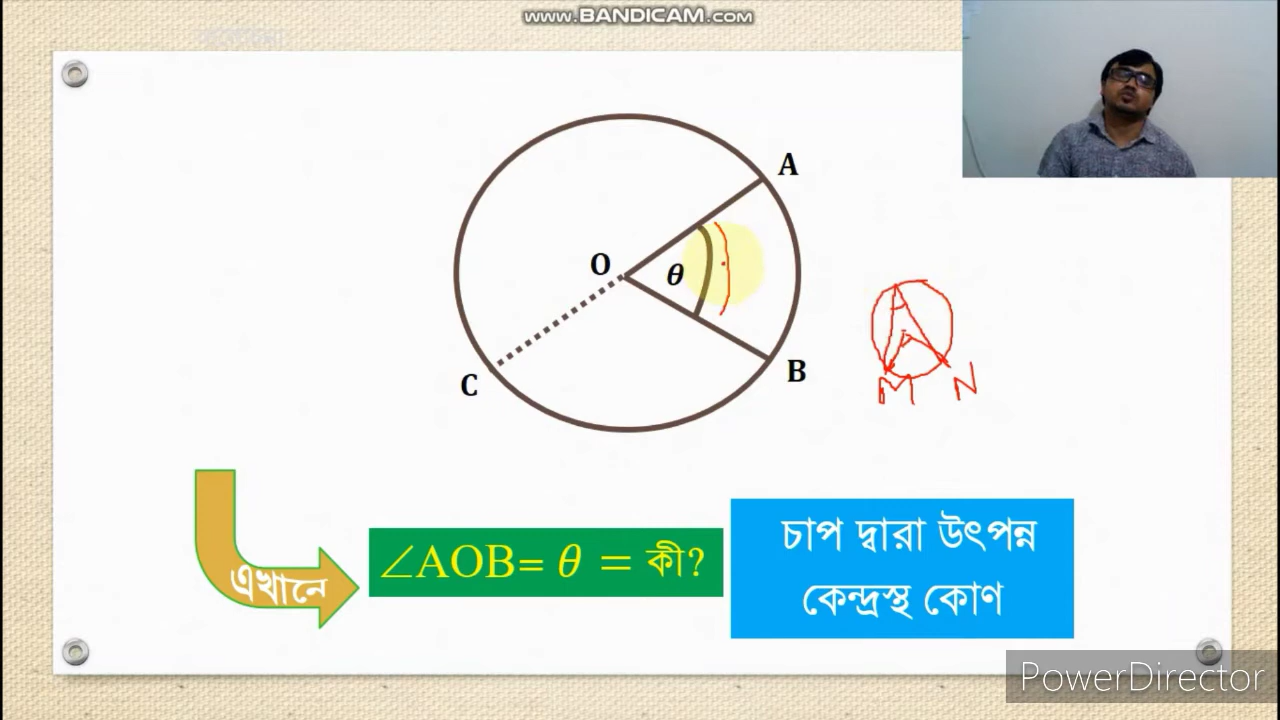 www.BANDICAM.com
A
O
θ
C
B
M N
এখানে
∠AOB= θ = কী?
চাপ দ্বারা উৎপন্ন
কেন্দ্রস্থ কোণ
PowerDirector